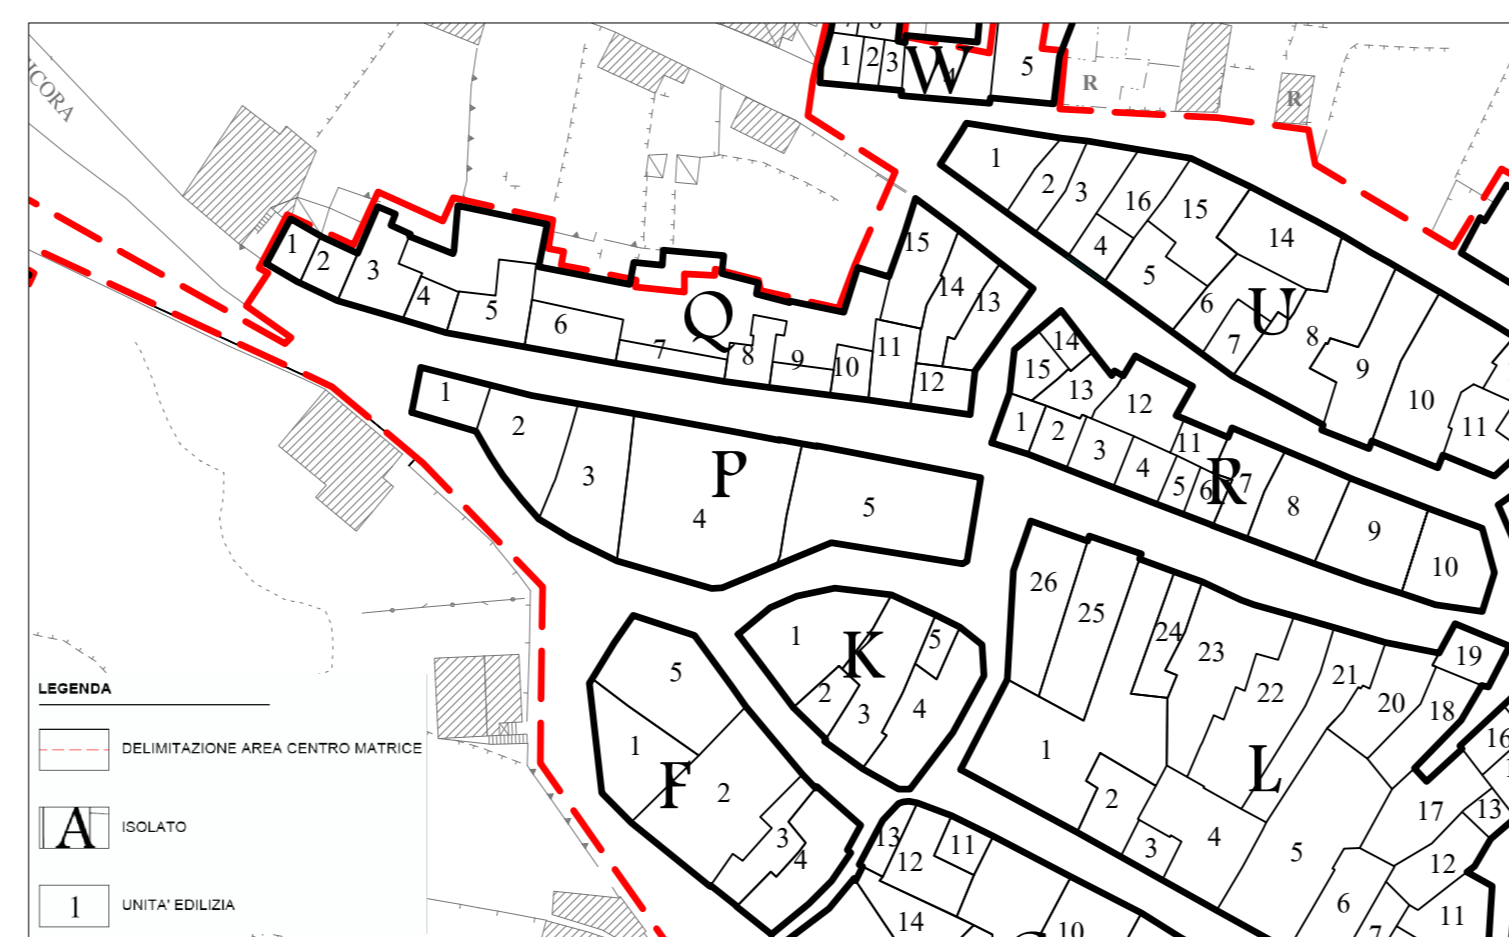 ICORA
1 2 3 W 4 5
R
R
1 2 3 16 15 14
4 5 6 7 U 8 9 10 11
1 2 3 4 5 6 Q 7 8 9 10 11 12
15 14 13
14 15 13 12
1 2 3 4 5 6 R 7 11 8 9 10
1 2 3 P 4 5
26 25 24 23 22 21 20 19 18
1 K 5 2 3 4
5 1 F 2 3 4
1 2 3 L 4 5 6 7
16 17 13 12 11
13 12 11 14 10
LEGENDA
DELIMITAZIONE AREA CENTRO MATRICE
A ISOLATO
1 UNITA' EDILIZIA